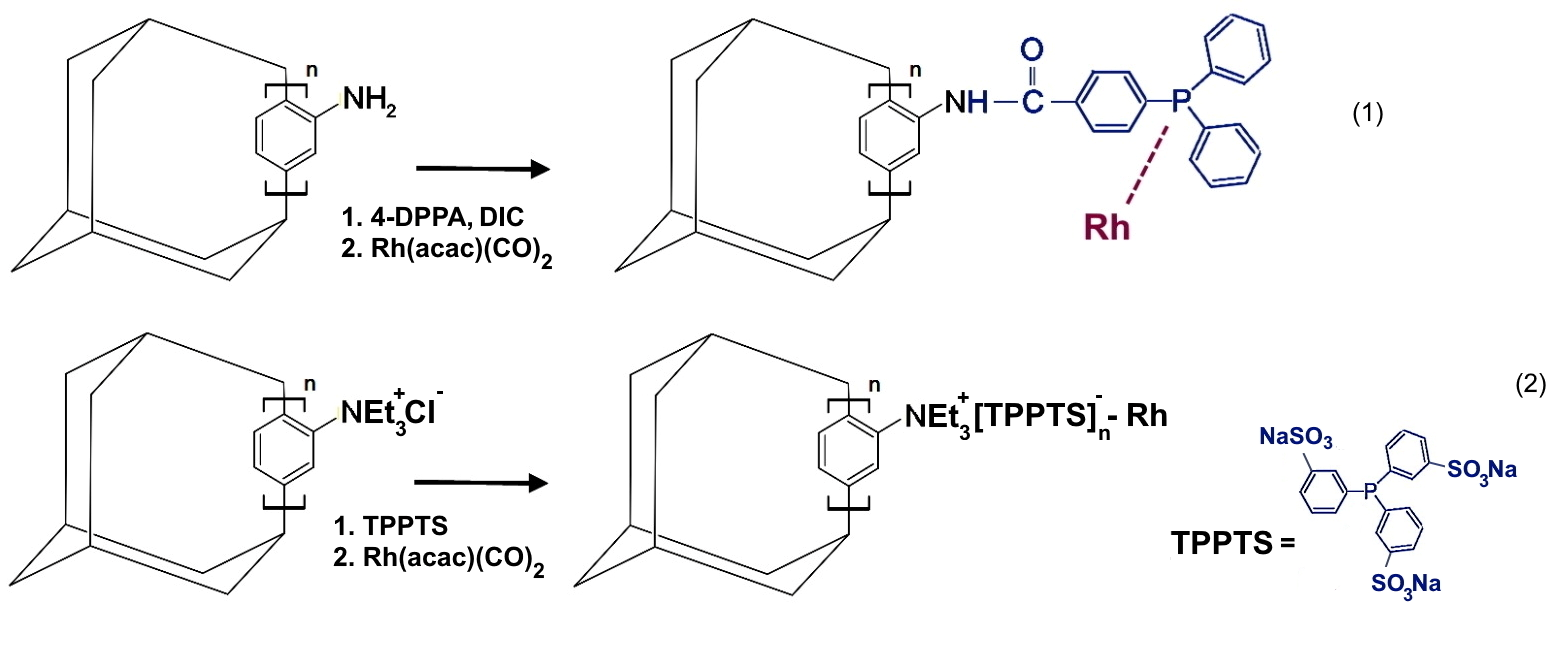 n
NH2
1. 4-DPPA, DIC
2. Rh(acac)(CO)2
n
NH
O
C
P
Rh
(1)
n
NEt3+Cl-
1. TPPTS
2. Rh(acac)(CO)2
n
NEt3+[TPPTS]n-- Rh
(2)
TPPTS =
NaSO3
P
SO3Na
SO3Na